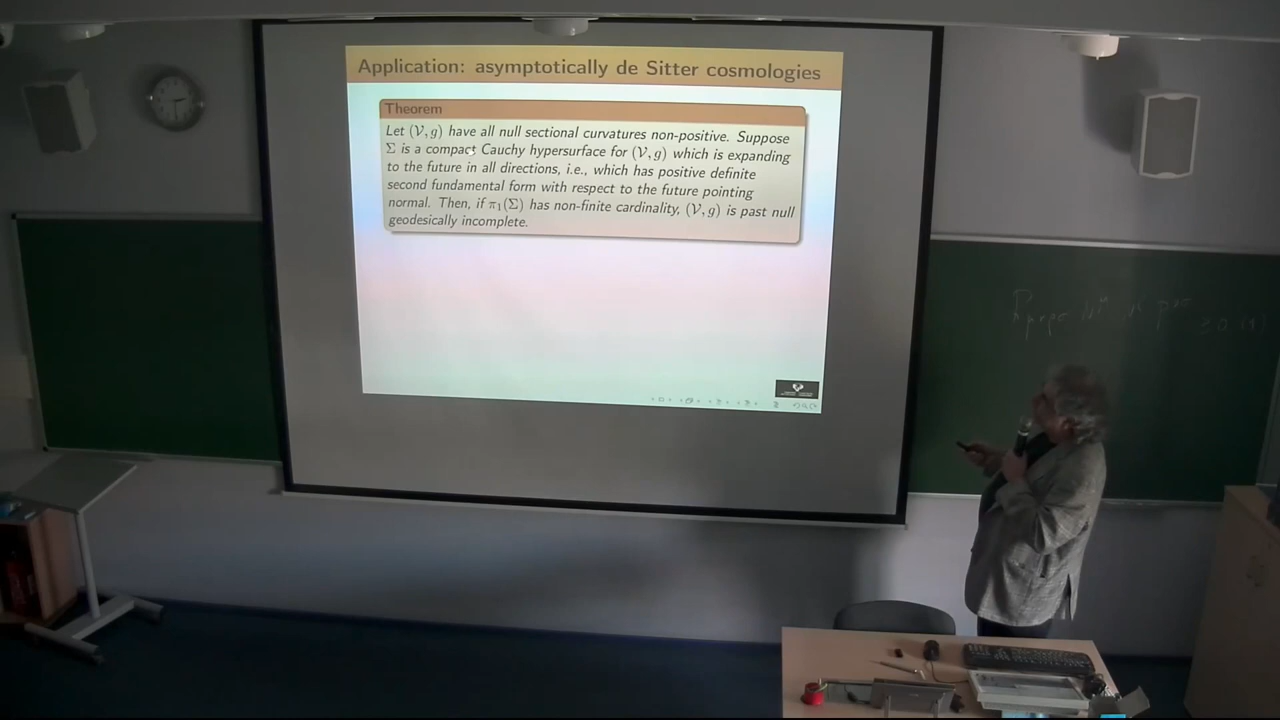 Application: asymptotically de Sitter cosmologies
Theorem
Let (𝒱, g) have all null sectional curvatures non-positive. Suppose
Σ is a compact Cauchy hypersurface for (𝒱, g) which is expanding
to the future in all directions, i.e., which has positive definite
second fundamental form with respect to the future pointing
normal. Then, if π₁(Σ) has non-finite cardinality, (𝒱, g) is past null
geodesically incomplete.